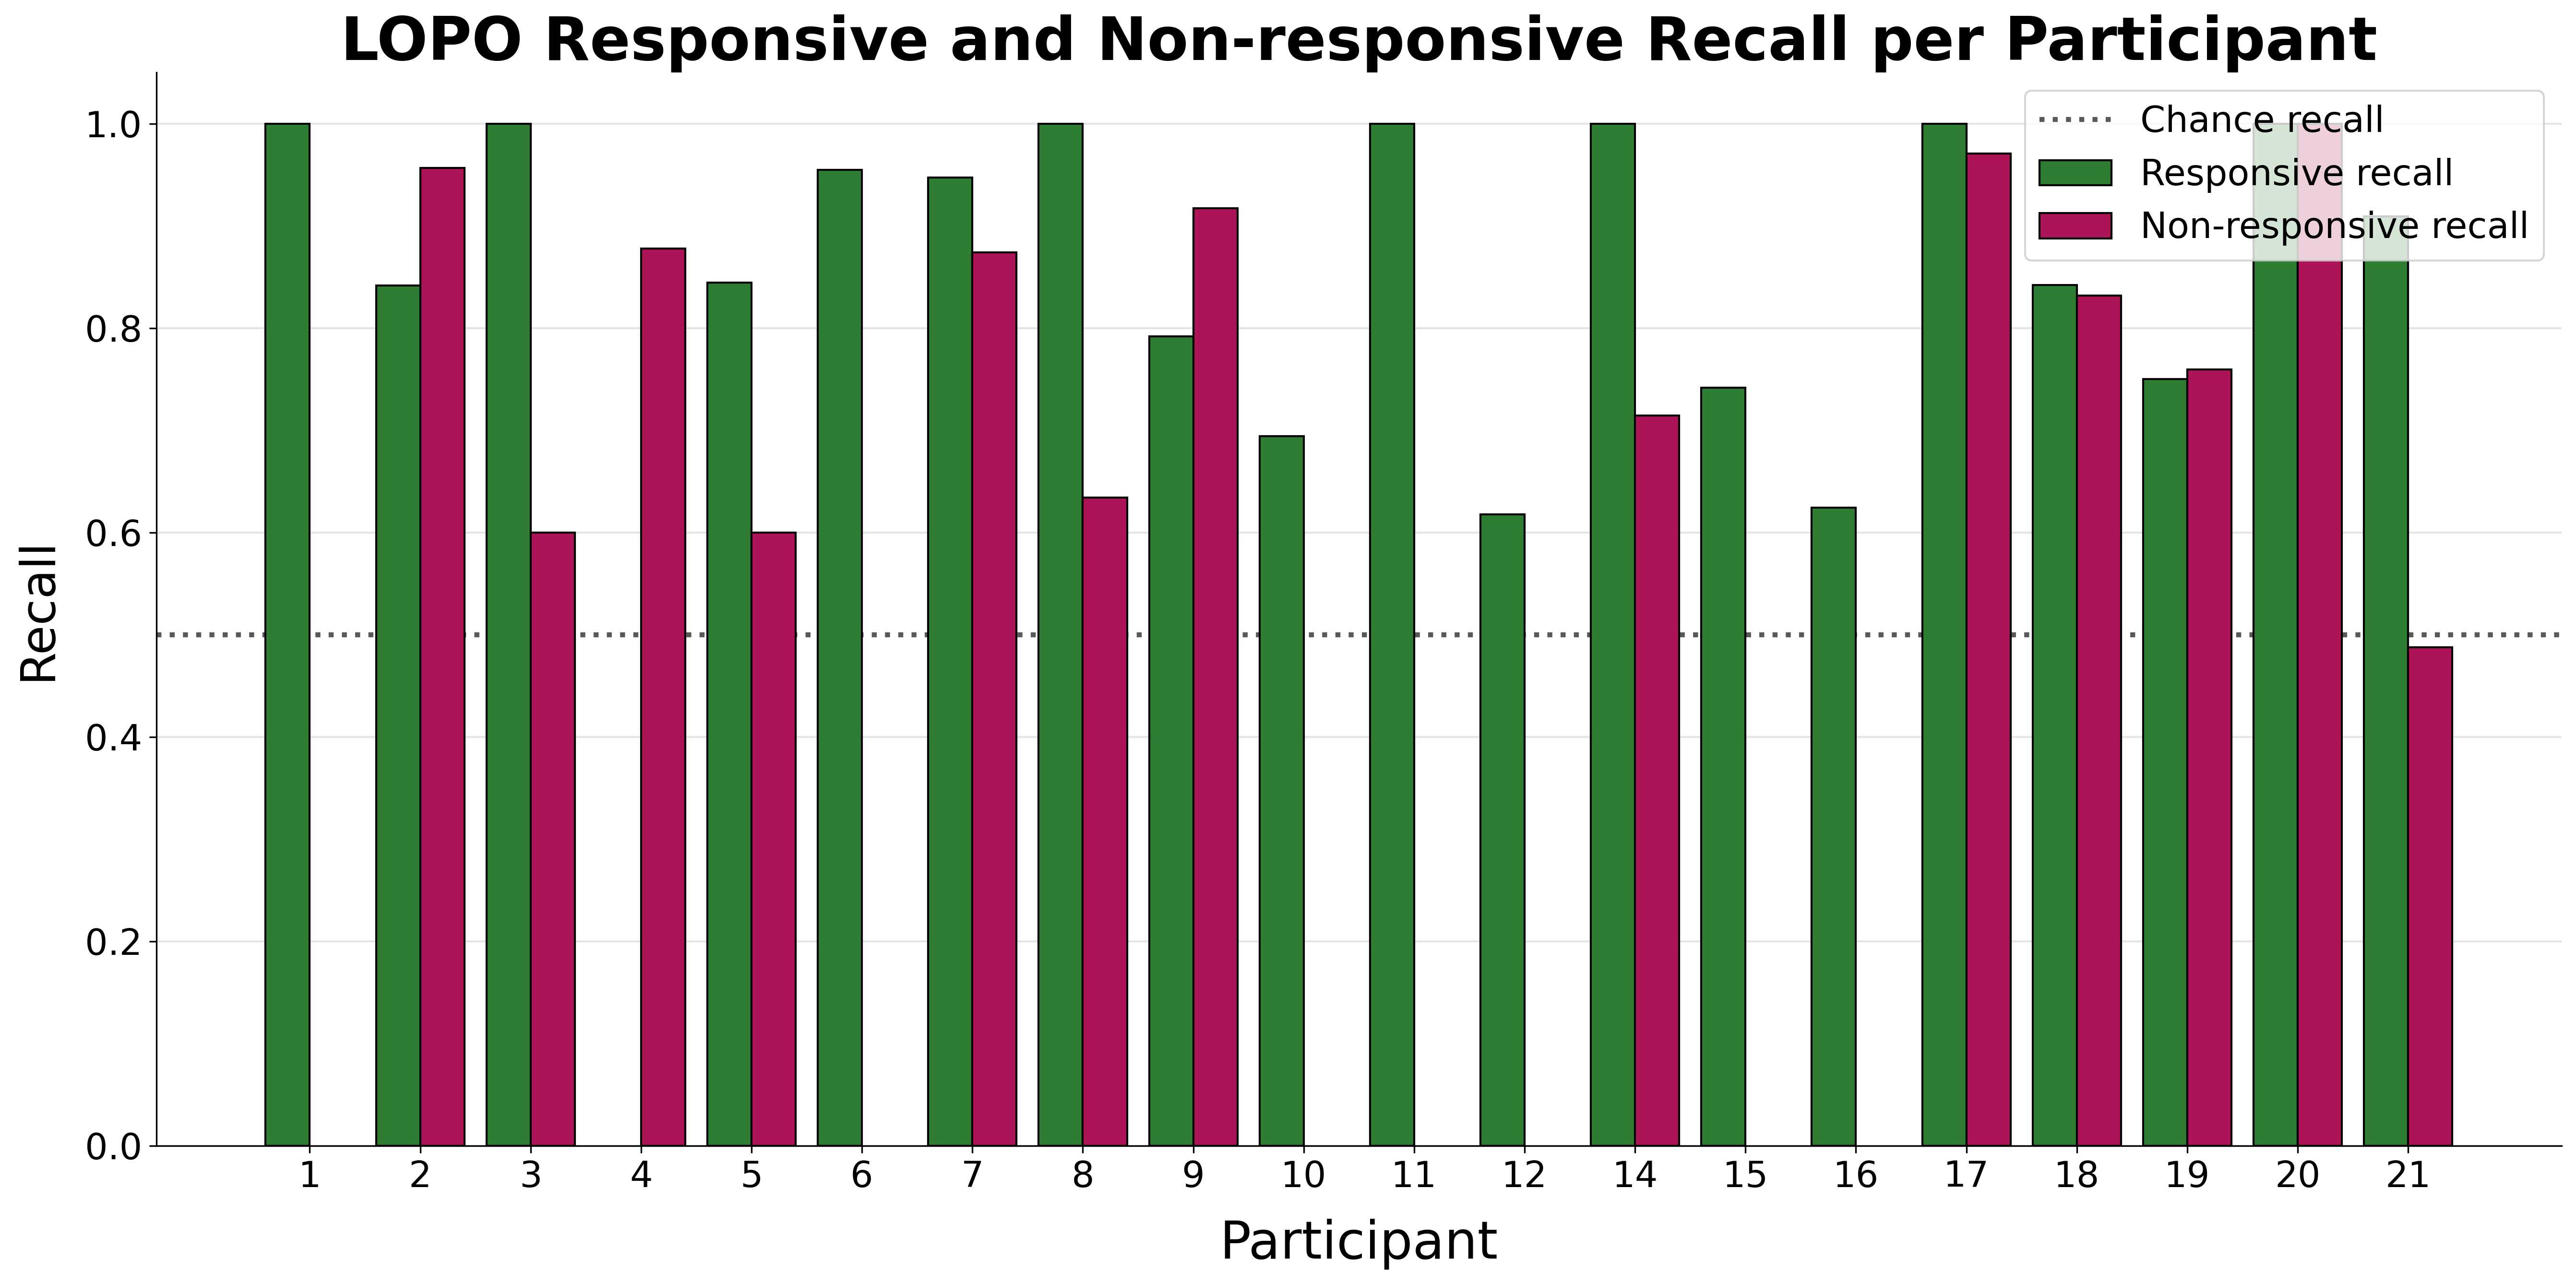 LOPO Responsive and Non-responsive Recall per Participant
Chance recall
Responsive recall
Non-responsive recall
Recall
1.0
0.8
0.6
0.4
0.2
0.0
1 2 3 4 5 6 7 8 9 10 11 12 14 15 16 17 18 19 20 21
Participant